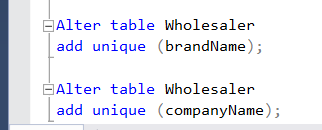 Alter table Wholesaler
add unique (brandName);
Alter table Wholesaler
add unique (companyName);